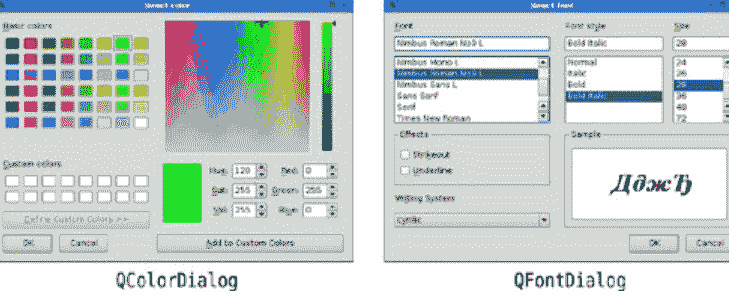 Select color
Basic colors
Custom colors
Define Custom Colors >>
Hue: 120
Red: 0
Sat: 255
Green: 255
Val: 255
Blue: 0
OK
Cancel
Add to Custom Colors
QColorDialog
Select Font
Font
Font style
Size
Nimbus Roman No9 L
Bold Italic
28
Nimbus Mono L
Nimbus Roman No9 L
Nimbus Sans L
Sans Serif
Serif
Times New Roman
Normal
Italic
Bold
Bold Italic
24
26
28
36
48
72
Effects
Strikeout
Underline
Sample
ДджЂ
Writing System
Cyrillic
OK
Cancel
QFontDialog